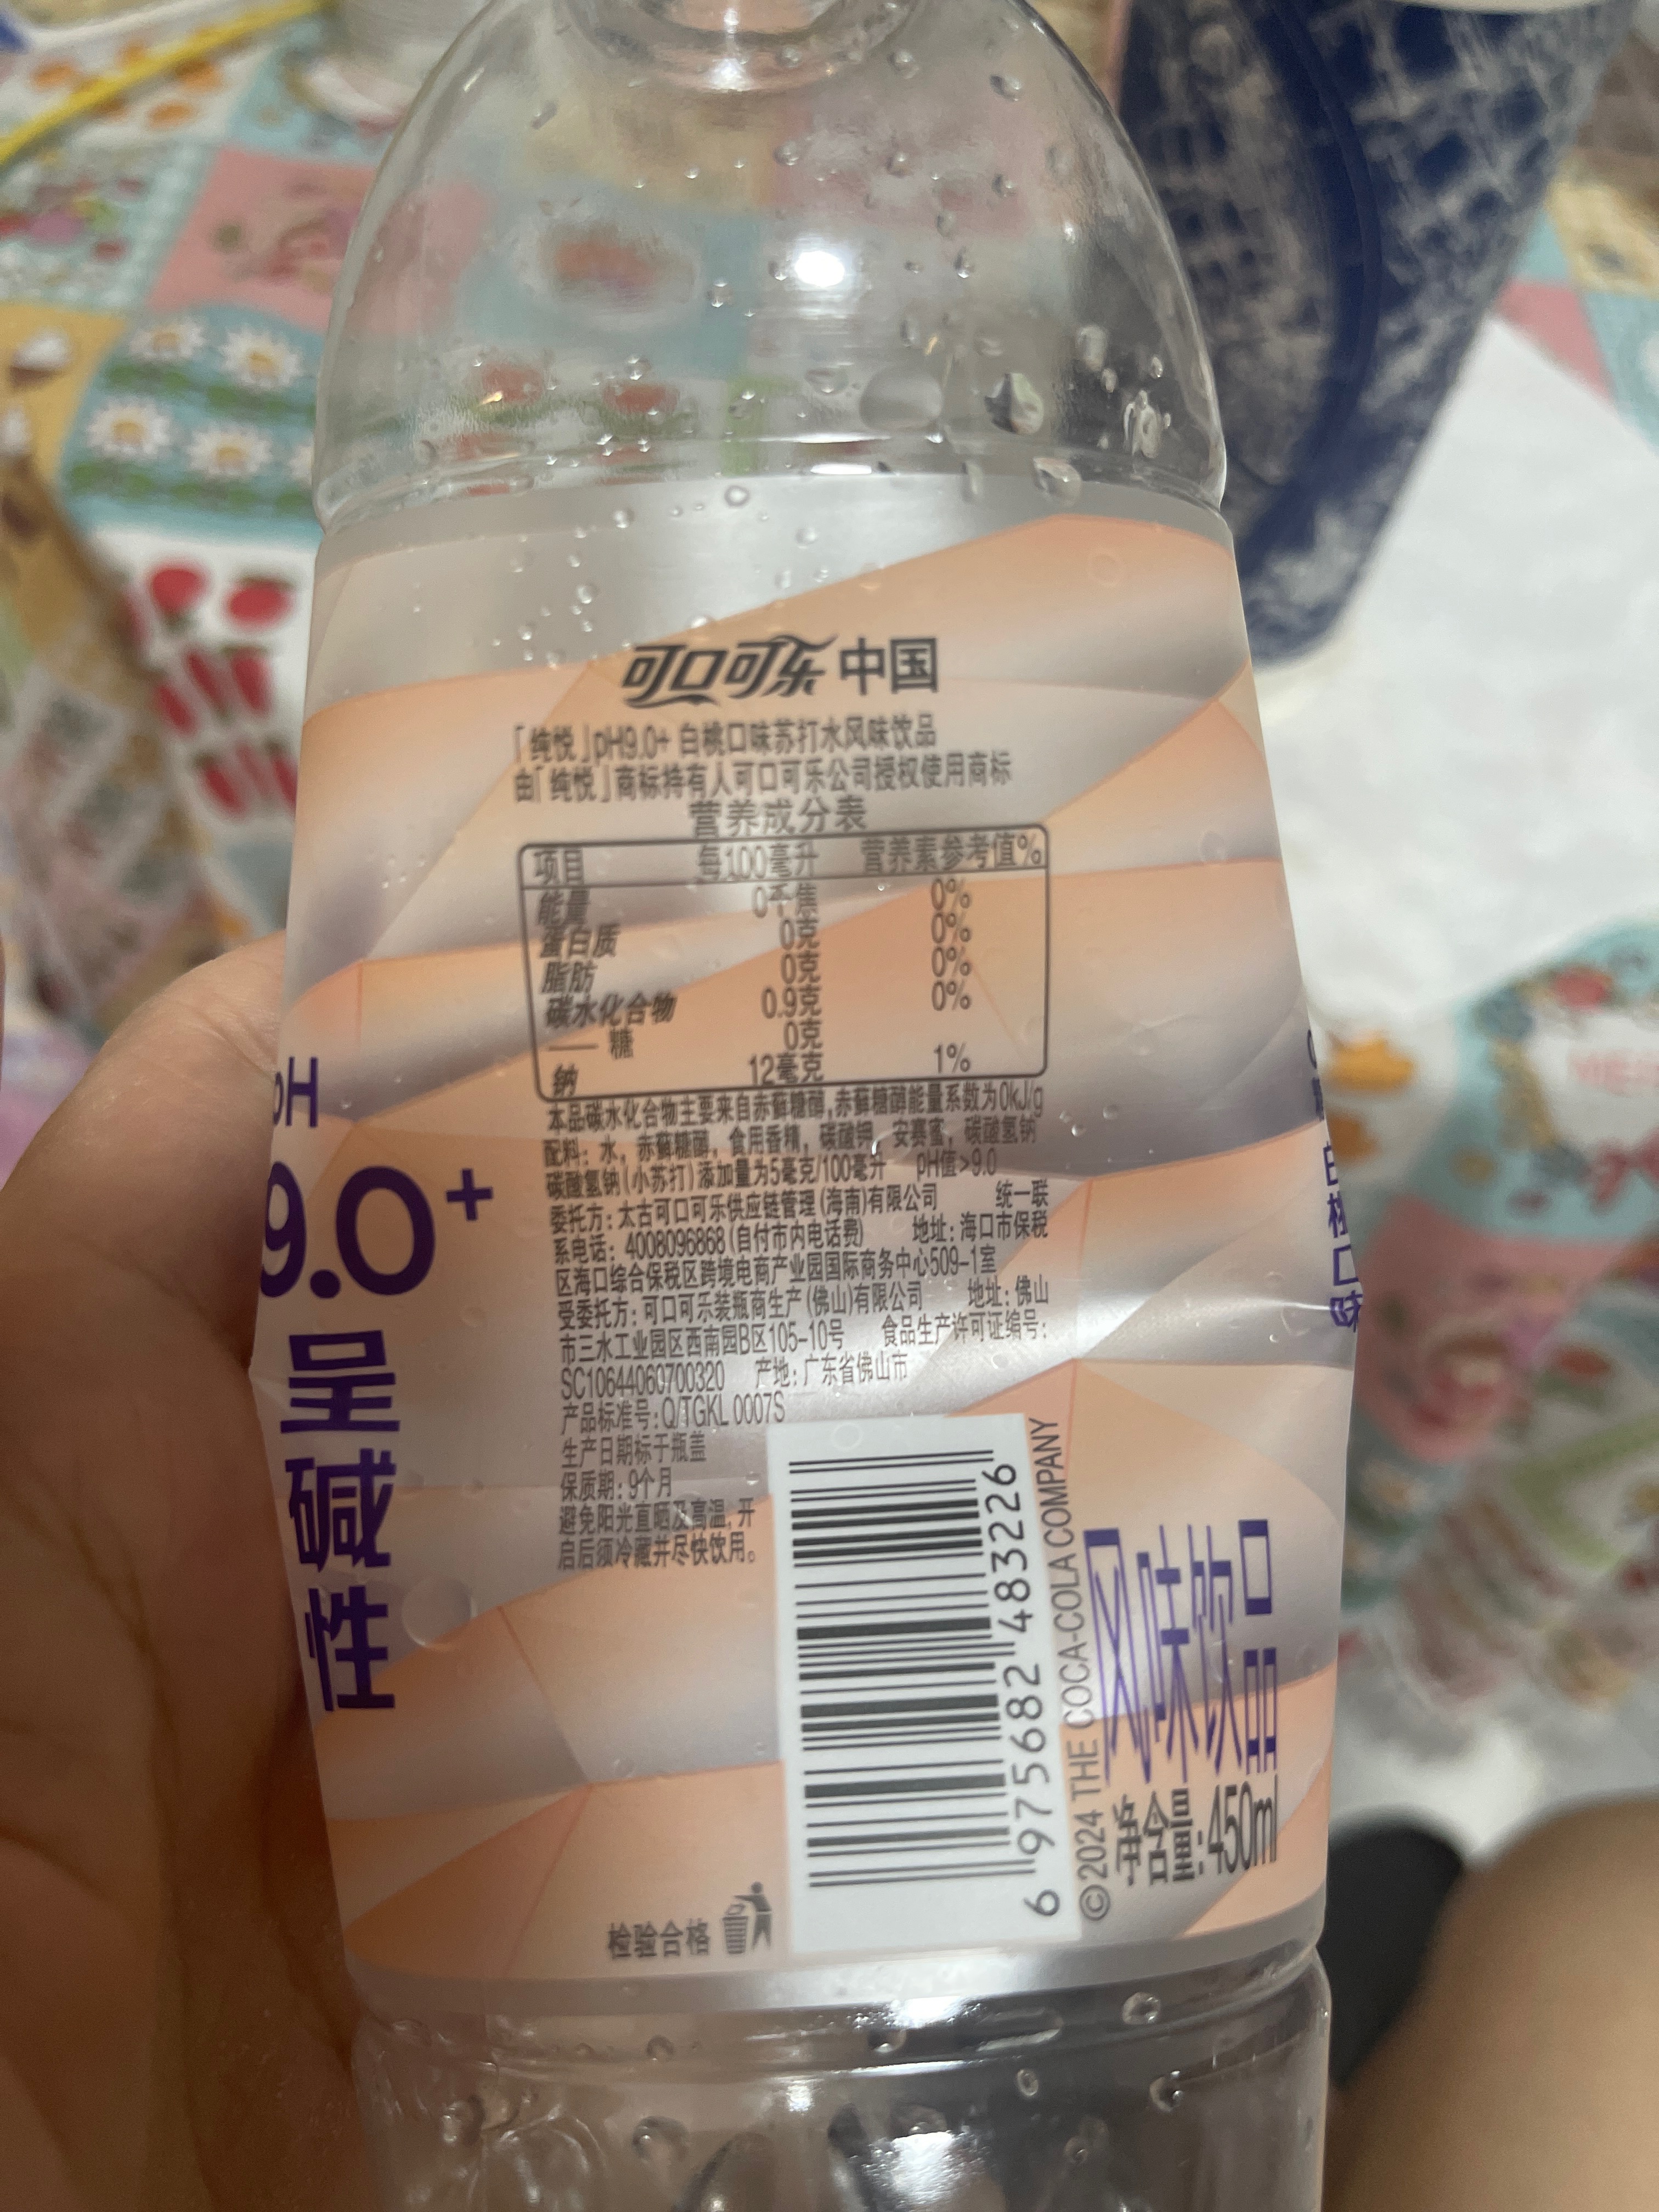 可口可乐 中国
「纯悦」pH9.0+ 白桃口味苏打水风味饮品
由「纯悦」商标持有人可口可乐公司授权使用商标
营养成分表
项目 每100毫升 营养素参考值%
能量 0千焦 0%
蛋白质 0克 0%
脂肪 0克 0%
碳水化合物 0.9克 0%
—— 糖 0克
钠 12毫克 1%
本品碳水化合物主要来自赤藓糖醇,赤藓糖醇能量系数为0kJ/g
配料：水，赤藓糖醇，食用香精，碳酸钾，安赛蜜，碳酸氢钠
碳酸氢钠(小苏打)添加量为5毫克/100毫升 pH值>9.0
委托方：太古可口可乐供应链管理(海南)有限公司 统一联
系电话：4008096868(自付市内电话费) 地址：海口市保税
区海口综合保税区跨境电商产业园国际商务中心509-1室
受委托方：可口可乐装瓶商生产(佛山)有限公司 地址：佛山
市三水工业园区西南园B区105-10号 食品生产许可证编号：
SC10644060700320 产地：广东省佛山市
产品标准号：Q/TGKL 0007S
生产日期标于瓶盖
保质期：9个月
避免阳光直晒及高温,开
启后须冷藏并尽快饮用。
6 975682 483226
©2024 THE COCA-COLA COMPANY
检验合格
pH
9.0+
呈碱性
白桃口味
风味饮品
净含量:450ml